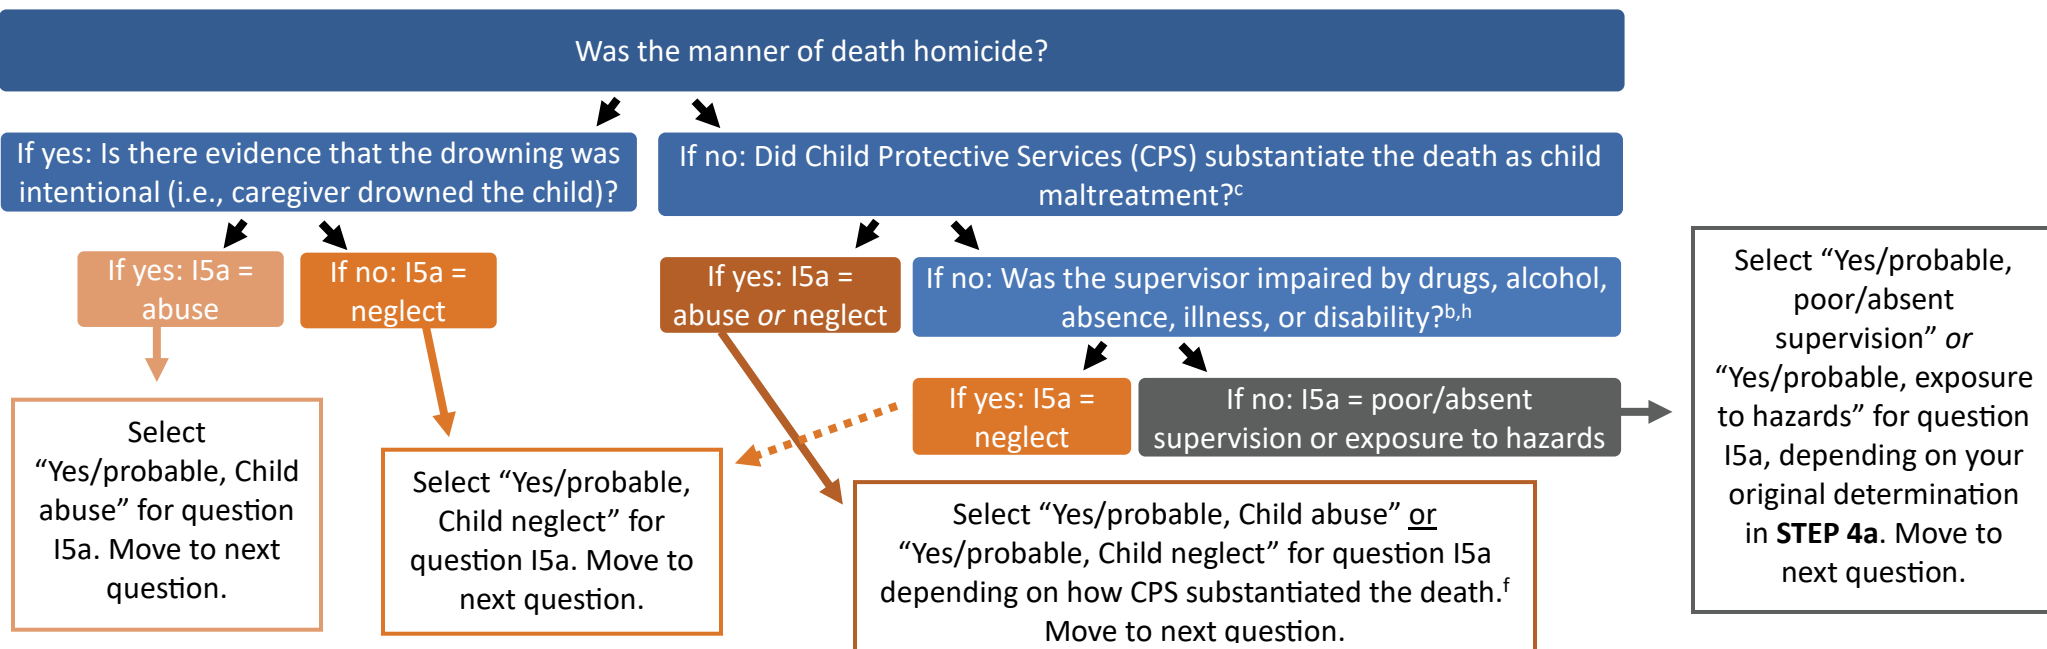 Was the manner of death homicide?
If yes: Is there evidence that the drowning was
intentional (i.e., caregiver drowned the child)?
If no: Did Child Protective Services (CPS) substantiate the death as child
maltreatment?c
If yes: I5a =
abuse
If no: I5a =
neglect
If yes: I5a =
abuse or neglect
If no: Was the supervisor impaired by drugs, alcohol,
absence, illness, or disability?b,h
If yes: I5a =
neglect
If no: I5a = poor/absent
supervision or exposure to hazards
Select
“Yes/probable, Child
abuse” for question
I5a. Move to next
question.
Select “Yes/probable,
Child neglect” for
question I5a. Move to
next question.
Select “Yes/probable, Child abuse” or
“Yes/probable, Child neglect” for question I5a
depending on how CPS substantiated the death.f
Move to next question.
Select “Yes/probable,
poor/absent
supervision” or
“Yes/probable, exposure
to hazards” for question
I5a, depending on your
original determination
in STEP 4a. Move to
next question.